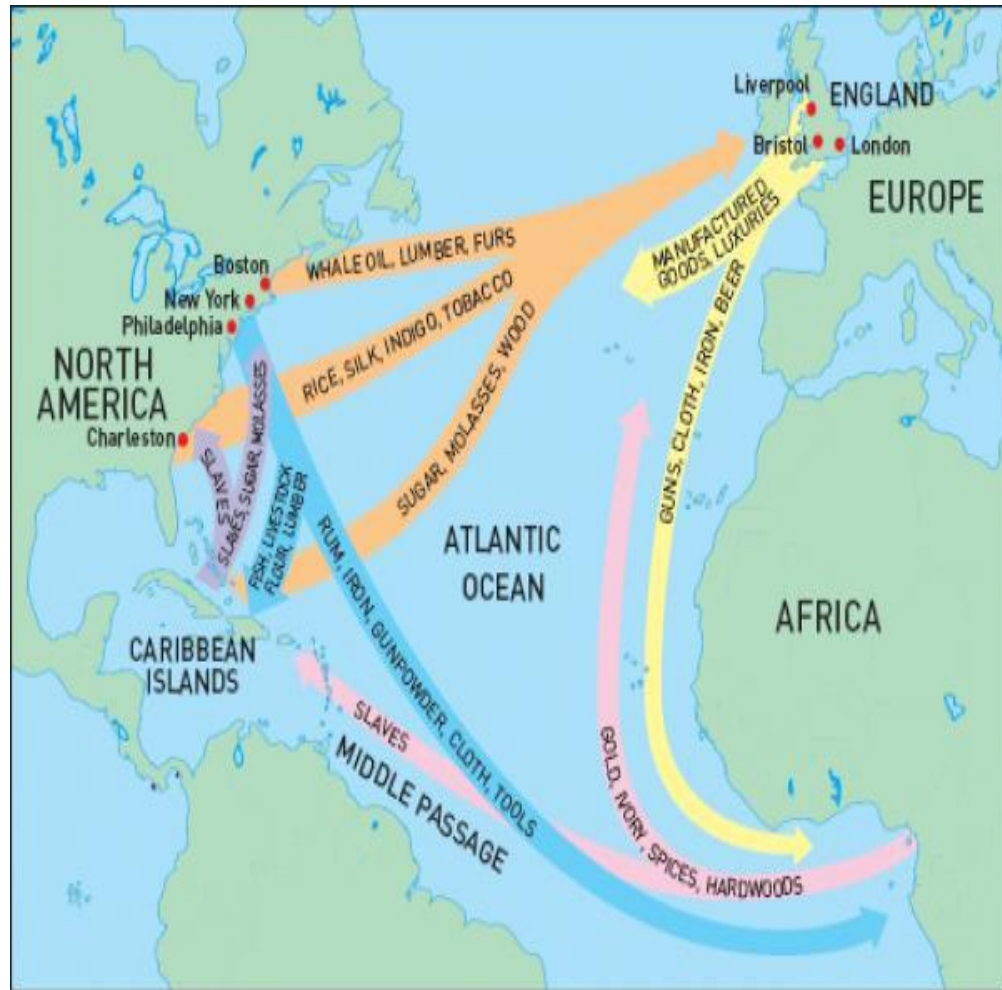 Liverpool
ENGLAND
Bristol
London
EUROPE
MANUFACTURED
GOODS, LUXURIES
WHALE OIL, LUMBER, FURS
Boston
New York
Philadelphia
RICE, SILK, INDIGO, TOBACCO
NORTH
AMERICA
Charleston
SLAVES
SLAVES, SUGAR, MOLASSES
FISH, LIVESTOCK
FLOUR, LUMBER
SUGAR, MOLASSES, WOOD
GUNS, CLOTH, IRON, BEER
ATLANTIC
OCEAN
AFRICA
CARIBBEAN
ISLANDS
RUM, IRON, GUNPOWDER, CLOTH, TOOLS
SLAVES
MIDDLE PASSAGE
GOLD, IVORY, SPICES, HARDWOODS